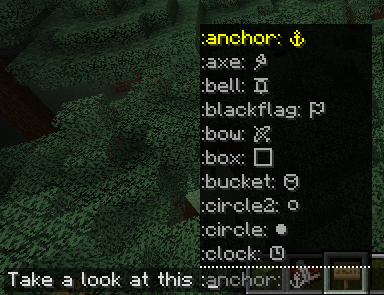 :anchor: ⚓
:axe: 🪓
:bell: 🔔
:blackflag: ⚑
:bow: 🏹
:box: ☐
:bucket: 🪣
:circle2: ○
:circle: ●
:clock: 🕒
Take a look at this :anchor: